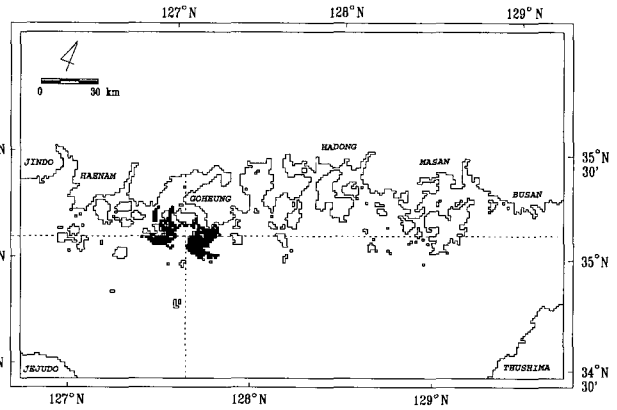 127°N 128°N 129°N
0 30 km
HADONG
JINDO MASAN 35°N
HAENAM 30'
GOHEUNG BUSAN
35°N
JEJUDO THUSHIMA 34°N
30'
127°N 128°N 129°N